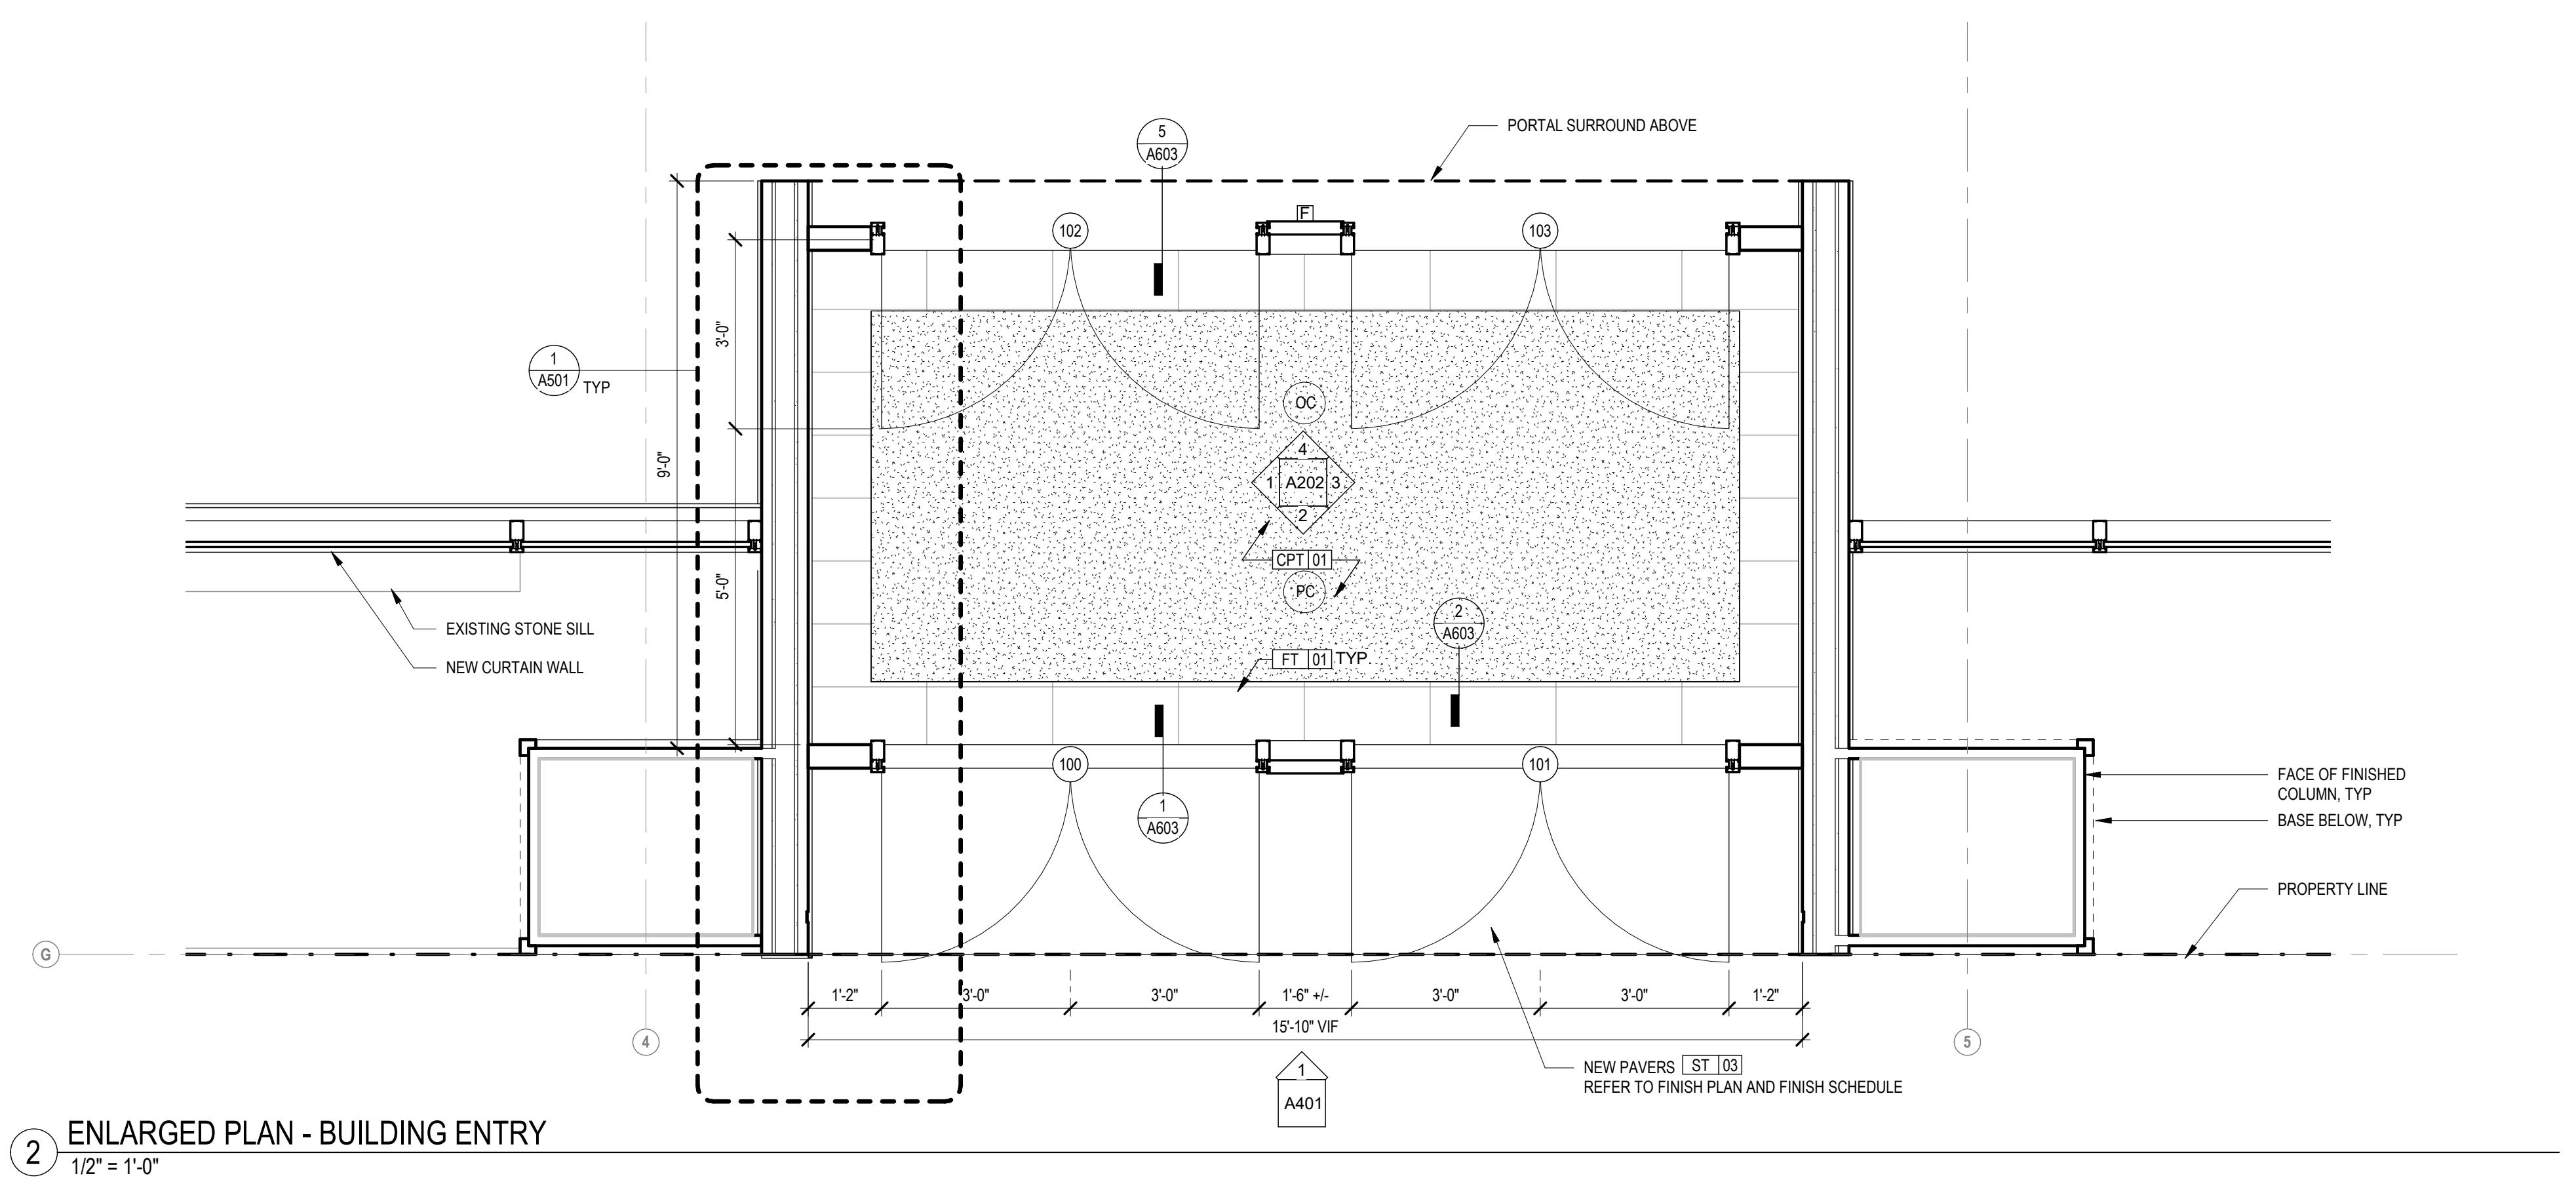 5
A603
PORTAL SURROUND ABOVE
F
102
103
3'-0"
1
A501
TYP
OC
9'-0"
4
1 A202 3
2
CPT 01
PC
5'-0"
2
A603
EXISTING STONE SILL
FT 01 TYP
NEW CURTAIN WALL
100
101
1
A603
FACE OF FINISHED
COLUMN, TYP
BASE BELOW, TYP
PROPERTY LINE
G
1'-2" 3'-0" 3'-0" 1'-6" +/- 3'-0" 3'-0" 1'-2"
15'-10" VIF
4
5
NEW PAVERS ST 03
REFER TO FINISH PLAN AND FINISH SCHEDULE
1
A401
2
ENLARGED PLAN - BUILDING ENTRY
1/2" = 1'-0"